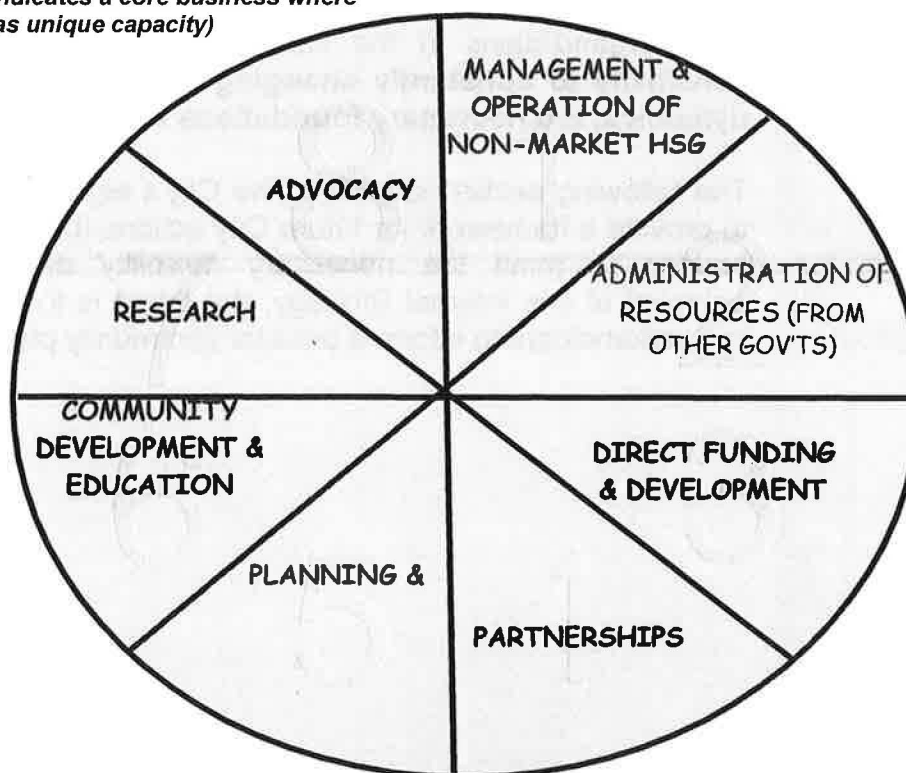 ndicates a core business where
as unique capacity)
MANAGEMENT &
OPERATION OF
NON-MARKET HSG
ADVOCACY
ADMINISTRATION OF
RESOURCES (FROM
OTHER GOV'TS)
RESEARCH
COMMUNITY
DEVELOPMENT &
EDUCATION
DIRECT FUNDING
& DEVELOPMENT
PLANNING &
PARTNERSHIPS